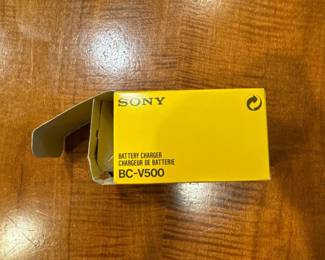 SONY
BATTERY CHARGER
CHARGEUR DE BATTERIE
BC-V500